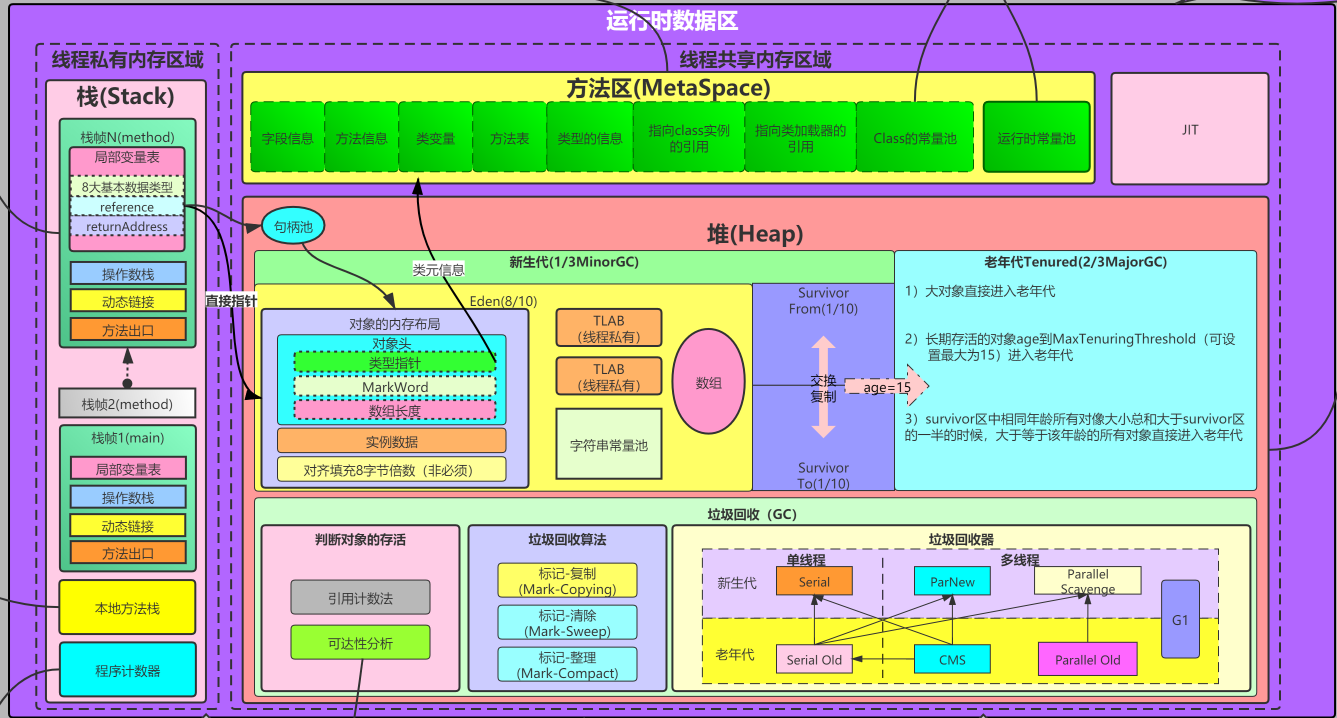 运行时数据区
线程私有内存区域
栈(Stack)
栈帧N(method)
局部变量表
8大基本数据类型
reference
returnAddress
操作数栈
动态链接
方法出口
栈帧2(method)
栈帧1(main)
局部变量表
操作数栈
动态链接
方法出口
本地方法栈
程序计数器
线程共享内存区域
方法区(MetaSpace)
字段信息
方法信息
类变量
方法表
类型的信息
指向class实例
的引用
指向类加载器的
引用
Class的常量池
运行时常量池
JIT
堆(Heap)
句柄池
直接指针
类元信息
新生代(1/3MinorGC)
Eden(8/10)
对象的内存布局
对象头
类型指针
MarkWord
数组长度
实例数据
对齐填充8字节倍数（非必须）
TLAB
(线程私有)
TLAB
(线程私有)
字符串常量池
数组
Survivor
From(1/10)
交换
复制
age=15
Survivor
To(1/10)
老年代Tenured(2/3MajorGC)
1）大对象直接进入老年代
2）长期存活的对象age到MaxTenuringThreshold（可设
置最大为15）进入老年代
3）survivor区中相同年龄所有对像大小总和大于survivor区
的一半的时候，大于等于该年龄的所有对象直接进入老年代
垃圾回收（GC）
判断对象的存活
引用计数法
可达性分析
垃圾回收算法
标记-复制
(Mark-Copying)
标记-清除
(Mark-Sweep)
标记-整理
(Mark-Compact)
垃圾回收器
单线程
多线程
新生代
Serial
ParNew
Parallel
Scavenge
G1
老年代
Serial Old
CMS
Parallel Old